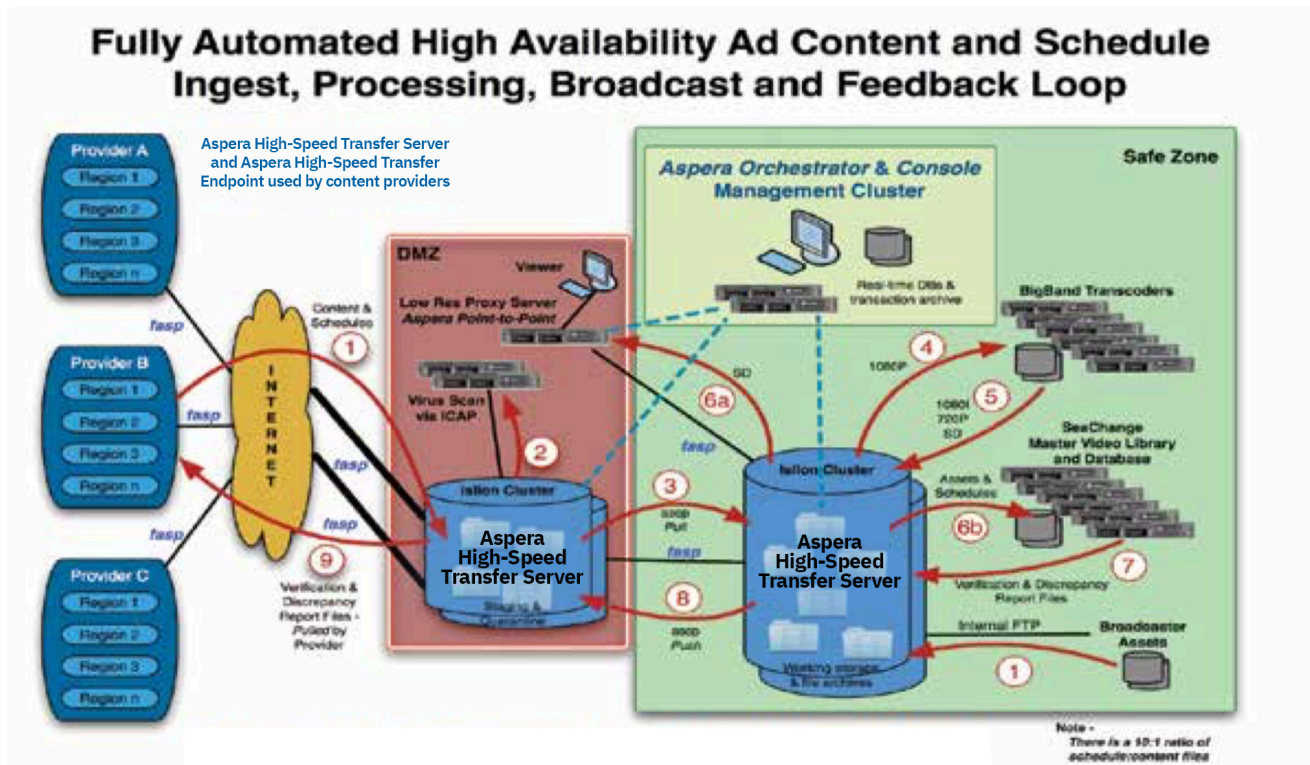 Fully Automated High Availability Ad Content and Schedule
Ingest, Processing, Broadcast and Feedback Loop
Provider A
Region 1
Region 2
Region 3
Region n
Aspera High-Speed Transfer Server
and Aspera High-Speed Transfer
Endpoint used by content providers
fasp
Provider B
Region 1
Region 2
Region 3
Region n
fasp
Provider C
Region 1
Region 2
Region 3
Region n
fasp
INTERNET
Content &
Schedules
1
fasp
fasp
9
Verification &
Discrepancy
Report Files -
Pulled by
Provider
DMZ
Viewer
Low Res Proxy Server
Aspera Point-to-Point
Virus Scan
via ICAP
2
Isilon Cluster
Aspera
High-Speed
Transfer Server
Staging &
Quarantine
Safe Zone
Aspera Orchestrator & Console
Management Cluster
Real-time DBs &
transaction archive
SD
6a
fasp
3
Pull
fasp
8
Push
Isilon Cluster
Aspera
High-Speed
Transfer Server
Working storage
& file archives
4
1080P
BigBand Transcoders
5
1080I
720P
SD
SeaChange
Master Video Library
and Database
Assets &
Schedules
6b
7
Verification & Discrepancy
Report Files
Internal FTP
Broadcaster
Assets
1
Note -
There is a 10:1 ratio of
schedule:content files